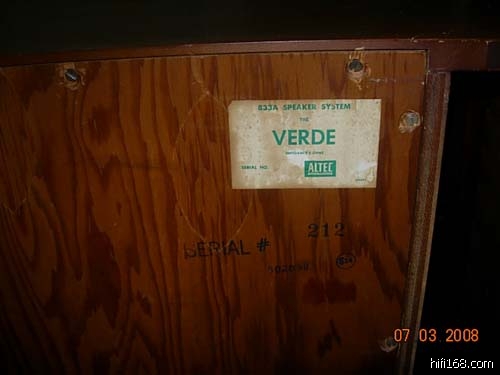 833A SPEAKER SYSTEM
THE
VERDE
SERIAL NO.
ALTEC
SERIAL # 212
07 03 2008
hifi168.com